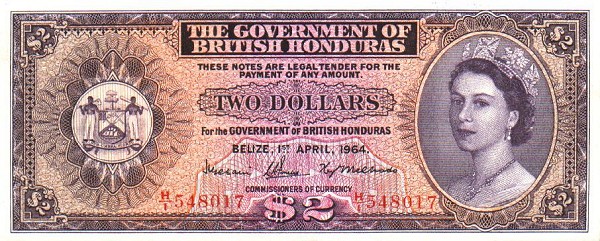 $2
$2
THE GOVERNMENT OF
BRITISH HONDURAS
THESE NOTES ARE LEGAL TENDER FOR THE
PAYMENT OF ANY AMOUNT.
TWO DOLLARS
For the GOVERNMENT OF BRITISH HONDURAS
BELIZE, 1ST APRIL, 1964.
COMMISSIONERS OF CURRENCY
H/1 548017
H/1 548017
$2
$2
$2